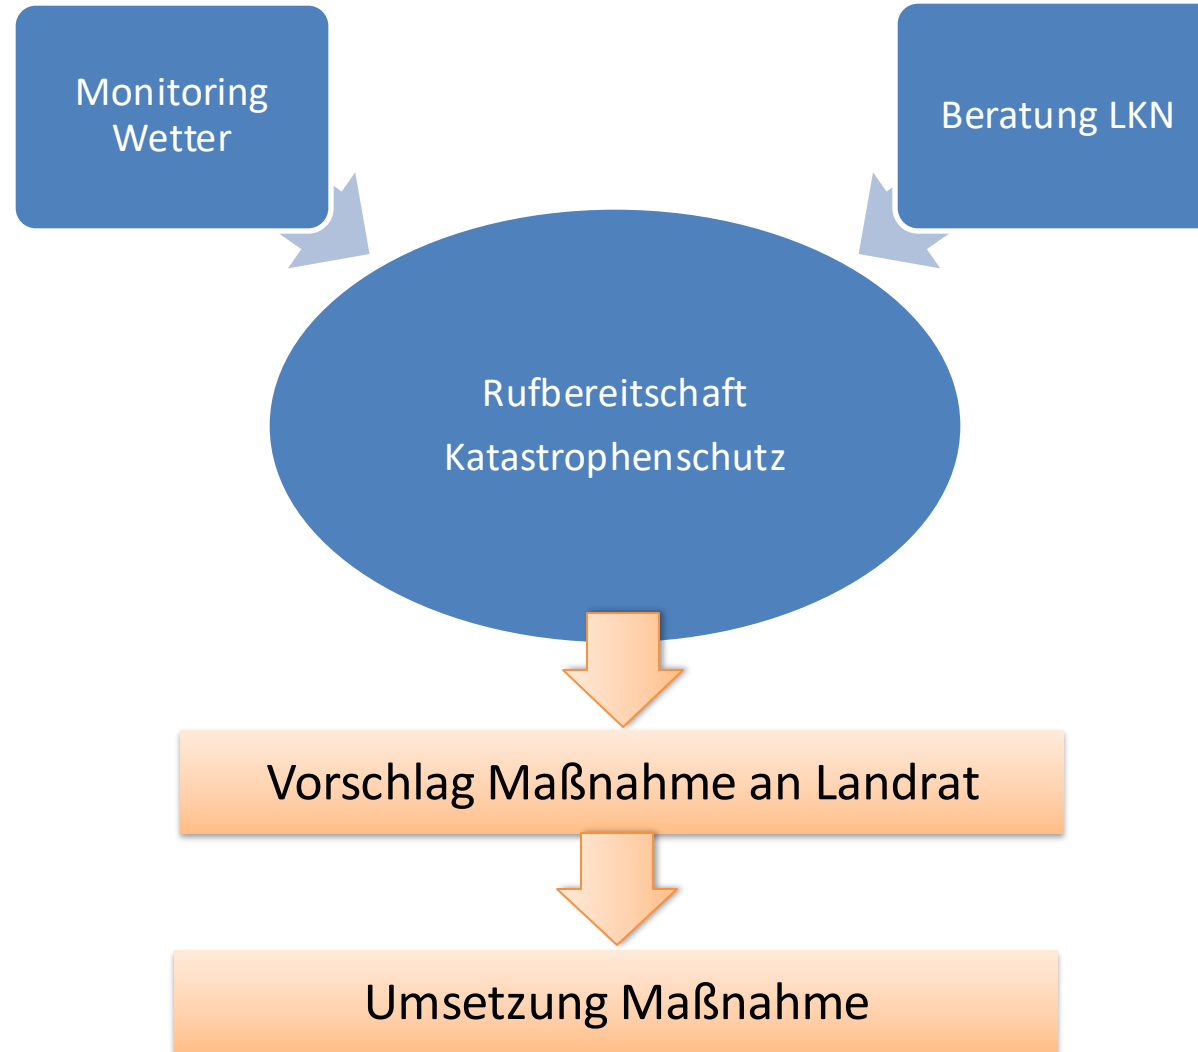 Monitoring
Wetter
Beratung LKN
Rufbereitschaft
Katastrophenschutz
Vorschlag Maßnahme an Landrat
Umsetzung Maßnahme